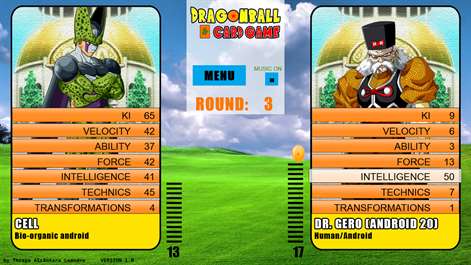 DRAGONBALL
CARD GAME
MENU
MUSIC ON
ROUND: 3
KI 65
VELOCITY 42
ABILITY 37
FORCE 42
INTELLIGENCE 41
TECHNICS 45
TRANSFORMATIONS 4
CELL
Bio-organic android
13
KI 9
VELOCITY 6
ABILITY 3
FORCE 13
INTELLIGENCE 50
TECHNICS 7
TRANSFORMATIONS 1
DR. GERO (ANDROID 20)
Human/Android
17
VERSION 1.0